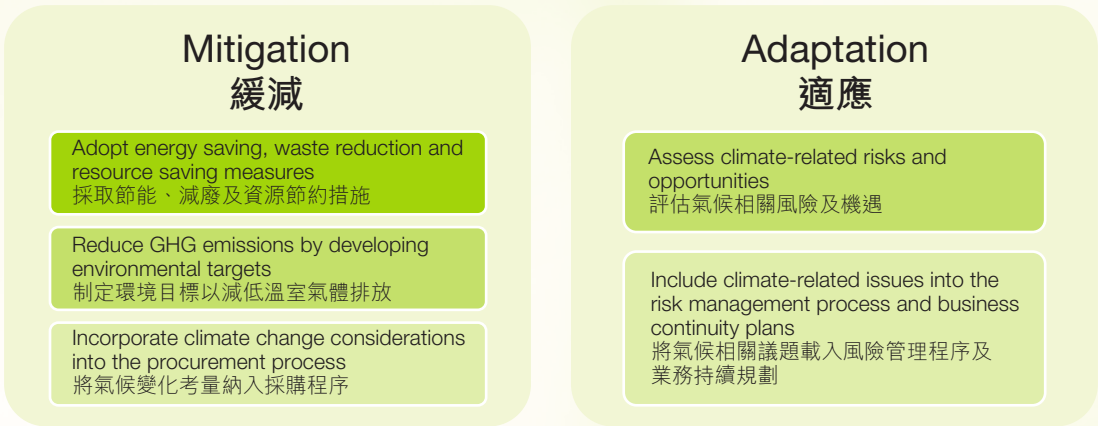 Mitigation
緩減
Adopt energy saving, waste reduction and
resource saving measures
採取節能、減廢及資源節約措施
Reduce GHG emissions by developing
environmental targets
制定環境目標以減低溫室氣體排放
Incorporate climate change considerations
into the procurement process
將氣候變化考量納入採購程序
Adaptation
適應
Assess climate-related risks and
opportunities
評估氣候相關風險及機遇
Include climate-related issues into the
risk management process and business
continuity plans
將氣候相關議題載入風險管理程序及
業務持續規劃